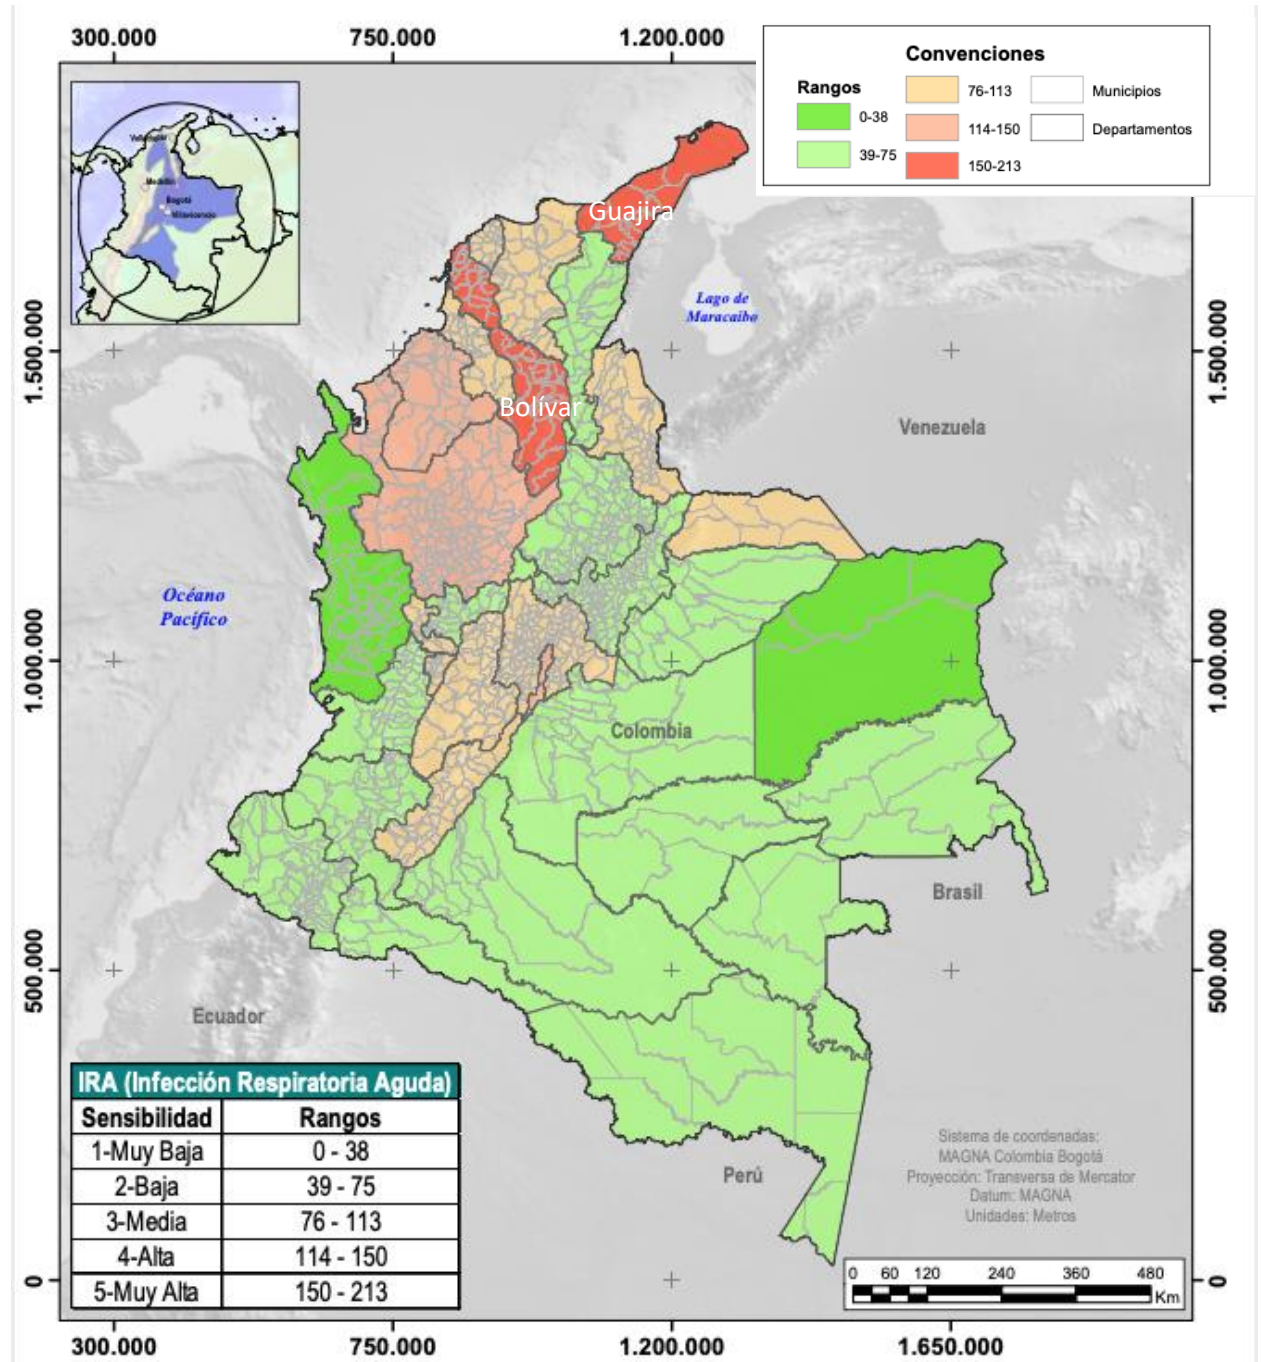 300.000 750.000 1.200.000
Convenciones
Rangos
0-38
39-75
76-113
114-150
150-213
Municipios
Departamentos
Medellín
Bogotá
Villavicencio
Guajira
Lago de
Maracaibo
1.500.000
1.500.000
Bolívar
Venezuela
Océano
Pacífico
1.000.000
1.000.000
Colombia
Brasil
500.000
500.000
Ecuador
IRA (Infección Respiratoria Aguda)
Sensibilidad Rangos
1-Muy Baja 0 - 38
2-Baja 39 - 75
3-Media 76 - 113
4-Alta 114 - 150
5-Muy Alta 150 - 213
Perú
Sistema de coordenadas:
MAGNA Colombia Bogotá
Proyección: Transversa de Mercator
Datum: MAGNA
Unidades: Metros
0 60 120 240 360 480
Km
0
0
300.000 750.000 1.200.000 1.650.000